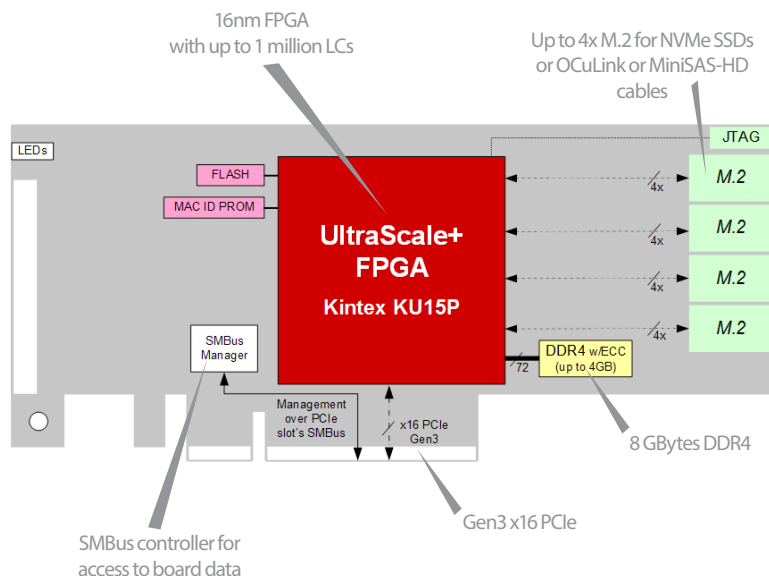 16nm FPGA
with up to 1 million LCs
Up to 4x M.2 for NVMe SSDs
or OCuLink or MiniSAS-HD
cables
JTAG
LEDs
FLASH
MAC ID PROM
UltraScale+
FPGA
Kintex KU15P
4x
M.2
4x
M.2
4x
M.2
4x
M.2
SMBus
Manager
DDR4 w/ECC
(up to 4GB)
72
Management
over PCIe
slot's SMBus
x16 PCIe
Gen3
8 GBytes DDR4
Gen3 x16 PCIe
SMBus controller for
access to board data